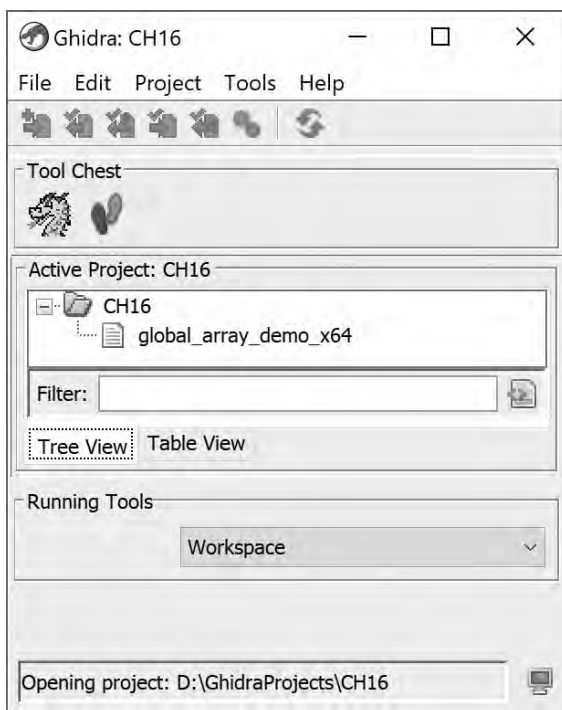 Ghidra: CH16
File Edit Project Tools Help
Tool Chest
Active Project: CH16
CH16
global_array_demo_x64
Filter:
Tree View Table View
Running Tools
Workspace
Opening project: D:\GhidraProjects\CH16